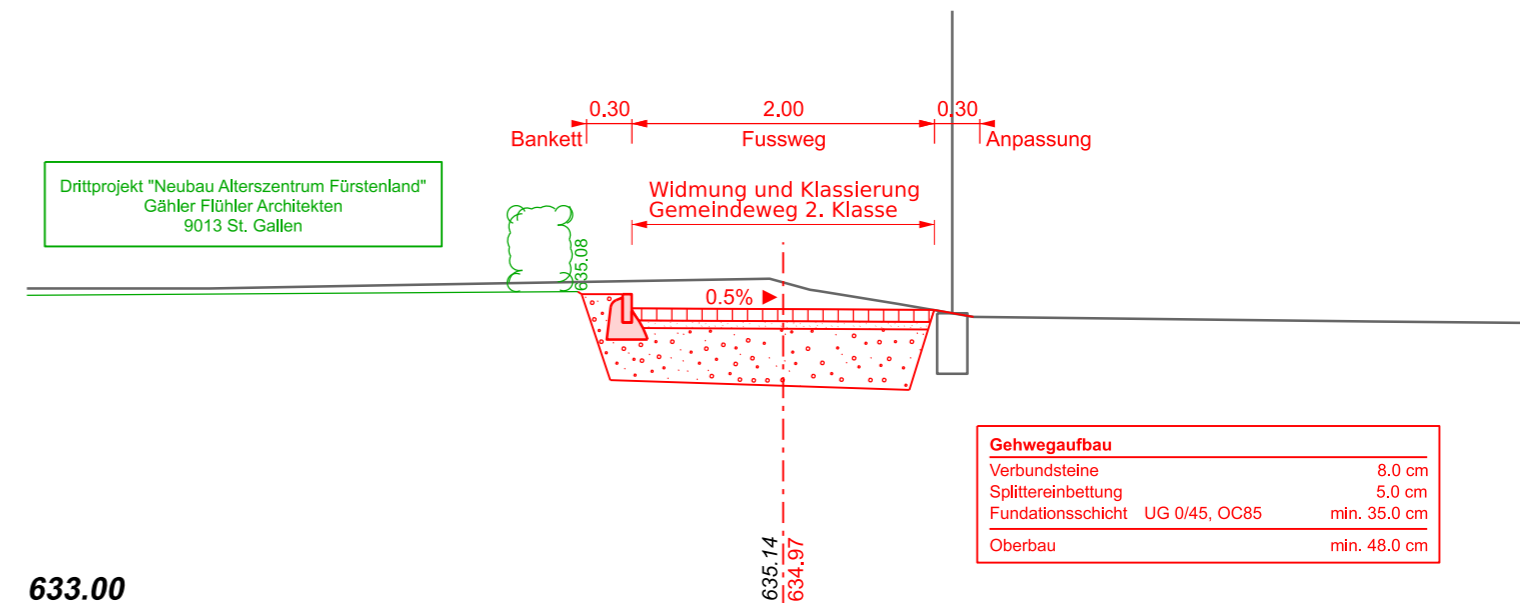 0.30
2.00
0.30
Bankett
Fussweg
Anpassung
Drittprojekt "Neubau Alterszentrum Fürstenland"
Gähler Flühler Architekten
9013 St. Gallen
Widmung und Klassierung
Gemeindeweg 2. Klasse
635.08
0.5%
Gehwegaufbau
Verbundsteine 8.0 cm
Splittereinbettung 5.0 cm
Fundationsschicht UG 0/45, OC85 min. 35.0 cm
Oberbau min. 48.0 cm
635.14
634.97
633.00